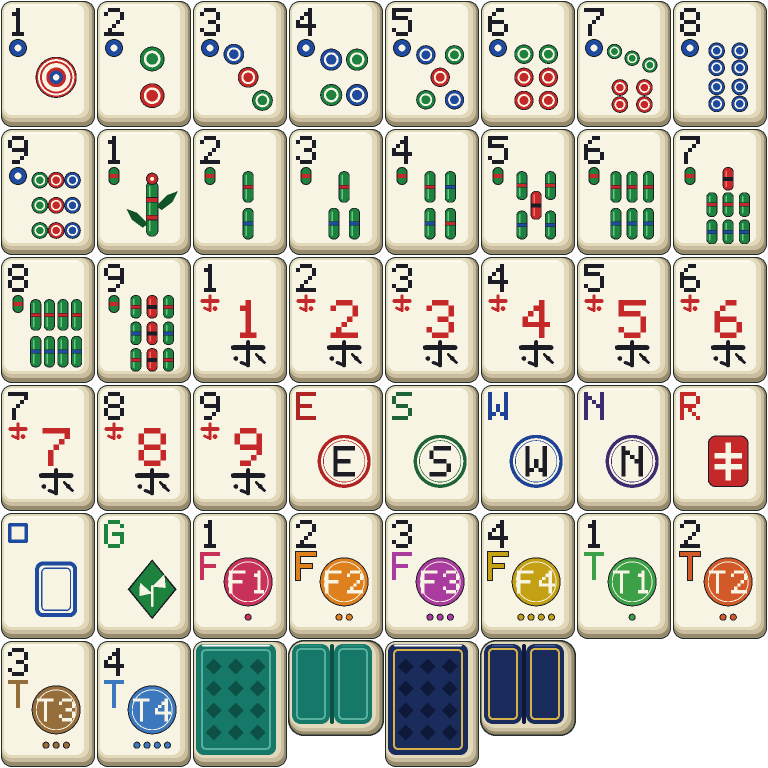 1 2 3 4 5 6 7 8
9 1 2 3 4 5 6 7
8 9 1 2 3 4 5 6
1 2 3 4 5 6
7 8 9 E S W N R
7 8 9 E S W N
G 1 2 3 4 1 2
F F F F T T
F1 F2 F3 F4 T1 T2
3 4
T T
T3 T4